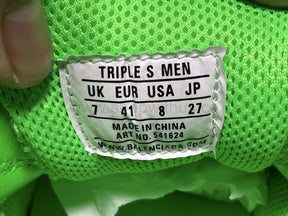 TRIPLE S MEN
UK EUR USA JP
7 41 8 27
MADE IN CHINA
ART NO. 541624
WWW.BALENCIAGA.COM